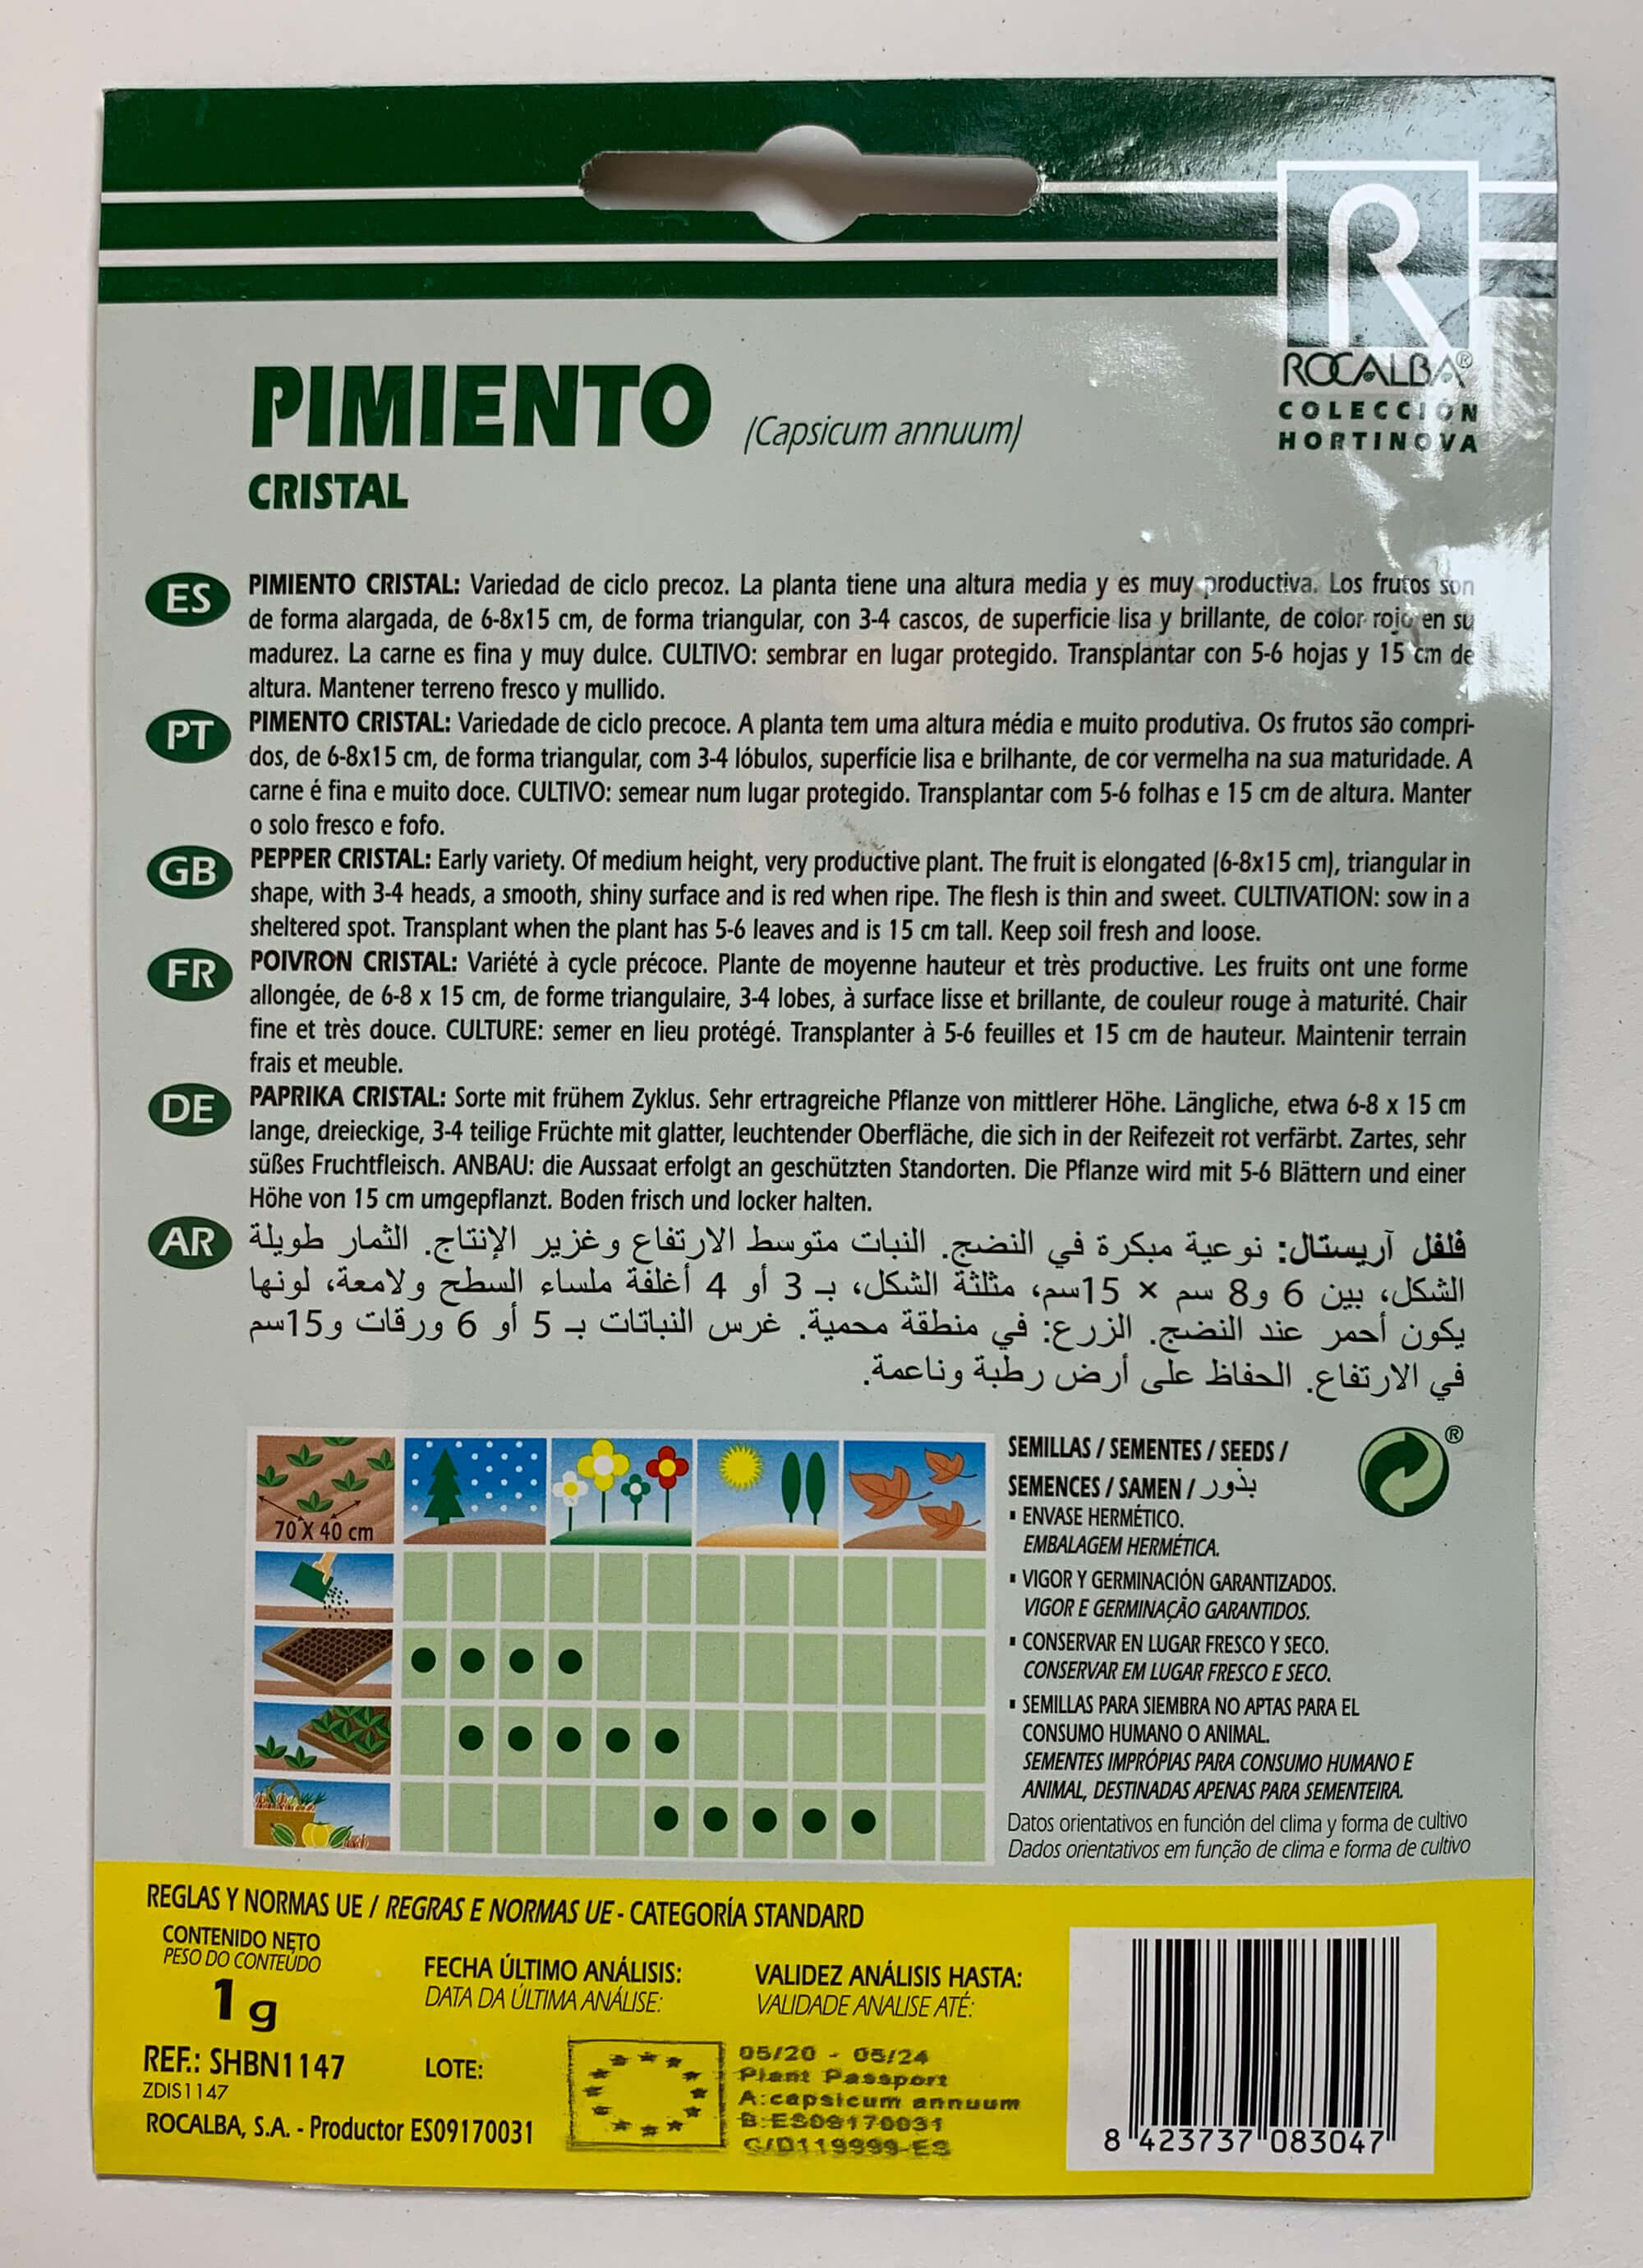 R
ROCALBA®
COLECCIÓN
HORTINOVA
PIMIENTO (Capsicum annuum)
CRISTAL
ES
PIMIENTO CRISTAL: Variedad de ciclo precoz. La planta tiene una altura media y es muy productiva. Los frutos son
de forma alargada, de 6-8x15 cm, de forma triangular, con 3-4 cascos, de superficie lisa y brillante, de color rojo en su
madurez. La carne es fina y muy dulce. CULTIVO: sembrar en lugar protegido. Transplantar con 5-6 hojas y 15 cm de
altura. Mantener terreno fresco y mullido.
PT
PIMENTO CRISTAL: Variedade de ciclo precoce. A planta tem uma altura média e muito produtiva. Os frutos são compri-
dos, de 6-8x15 cm, de forma triangular, com 3-4 lóbulos, superfície lisa e brilhante, de cor vermelha na sua maturidade. A
carne é fina e muito doce. CULTIVO: semear num lugar protegido. Transplantar com 5-6 folhas e 15 cm de altura. Manter
o solo fresco e fofo.
GB
PEPPER CRISTAL: Early variety. Of medium height, very productive plant. The fruit is elongated (6-8x15 cm), triangular in
shape, with 3-4 heads, a smooth, shiny surface and is red when ripe. The flesh is thin and sweet. CULTIVATION: sow in a
sheltered spot. Transplant when the plant has 5-6 leaves and is 15 cm tall. Keep soil fresh and loose.
FR
POIVRON CRISTAL: Variété à cycle précoce. Plante de moyenne hauteur et très productive. Les fruits ont une forme
allongée, de 6-8 x 15 cm, de forme triangulaire, 3-4 lobes, à surface lisse et brillante, de couleur rouge à maturité. Chair
fine et très douce. CULTURE: semer en lieu protégé. Transplanter à 5-6 feuilles et 15 cm de hauteur. Maintenir terrain
frais et meuble.
DE
PAPRIKA CRISTAL: Sorte mit frühem Zyklus. Sehr ertragreiche Pflanze von mittlerer Höhe. Längliche, etwa 6-8 x 15 cm
lange, dreieckige, 3-4 teilige Früchte mit glatter, leuchtender Oberfläche, die sich in der Reifezeit rot verfärbt. Zartes, sehr
süßes Fruchtfleisch. ANBAU: die Aussaat erfolgt an geschützten Standorten. Die Pflanze wird mit 5-6 Blättern und einer
Höhe von 15 cm umgepflanzt. Boden frisch und locker halten.
AR
فلفل آريستال: نوعية مبكرة في النضج. النبات متوسط الارتفاع وغزير الإنتاج. الثمار طويلة
الشكل، بين 6 و8 سم × 15سم، مثلثة الشكل، بـ 3 أو 4 أغلفة ملساء السطح ولامعة، لونها
يكون أحمر عند النضج. الزرع: في منطقة محمية. غرس النباتات بـ 5 أو 6 ورقات و15سم
في الارتفاع. الحفاظ على أرض رطبة وناعمة.
70 X 40 cm
SEMILLAS / SEMENTES / SEEDS /
SEMENCES / SAMEN / بذور
®
▪ ENVASE HERMÉTICO.
EMBALAGEM HERMÉTICA.
▪ VIGOR Y GERMINACIÓN GARANTIZADOS.
VIGOR E GERMINAÇÃO GARANTIDOS.
▪ CONSERVAR EN LUGAR FRESCO Y SECO.
CONSERVAR EM LUGAR FRESCO E SECO.
▪ SEMILLAS PARA SIEMBRA NO APTAS PARA EL
CONSUMO HUMANO O ANIMAL.
SEMENTES IMPRÓPIAS PARA CONSUMO HUMANO E
ANIMAL, DESTINADAS APENAS PARA SEMENTEIRA.
Datos orientativos en función del clima y forma de cultivo
Dados orientativos em função de clima e forma de cultivo
REGLAS Y NORMAS UE / REGRAS E NORMAS UE - CATEGORÍA STANDARD
CONTENIDO NETO
PESO DO CONTEÚDO
1 g
FECHA ÚLTIMO ANÁLISIS:
DATA DA ÚLTIMA ANÁLISE:
VALIDEZ ANÁLISIS HASTA:
VALIDADE ANALISE ATÉ:
REF.: SHBN1147
ZDIS1147
LOTE:
ROCALBA, S.A. - Productor ES09170031
05/20 - 05/24
Plant Passport
A:capsicum annuum
B:ES09170031
C/D119999-ES
8 423737 083047